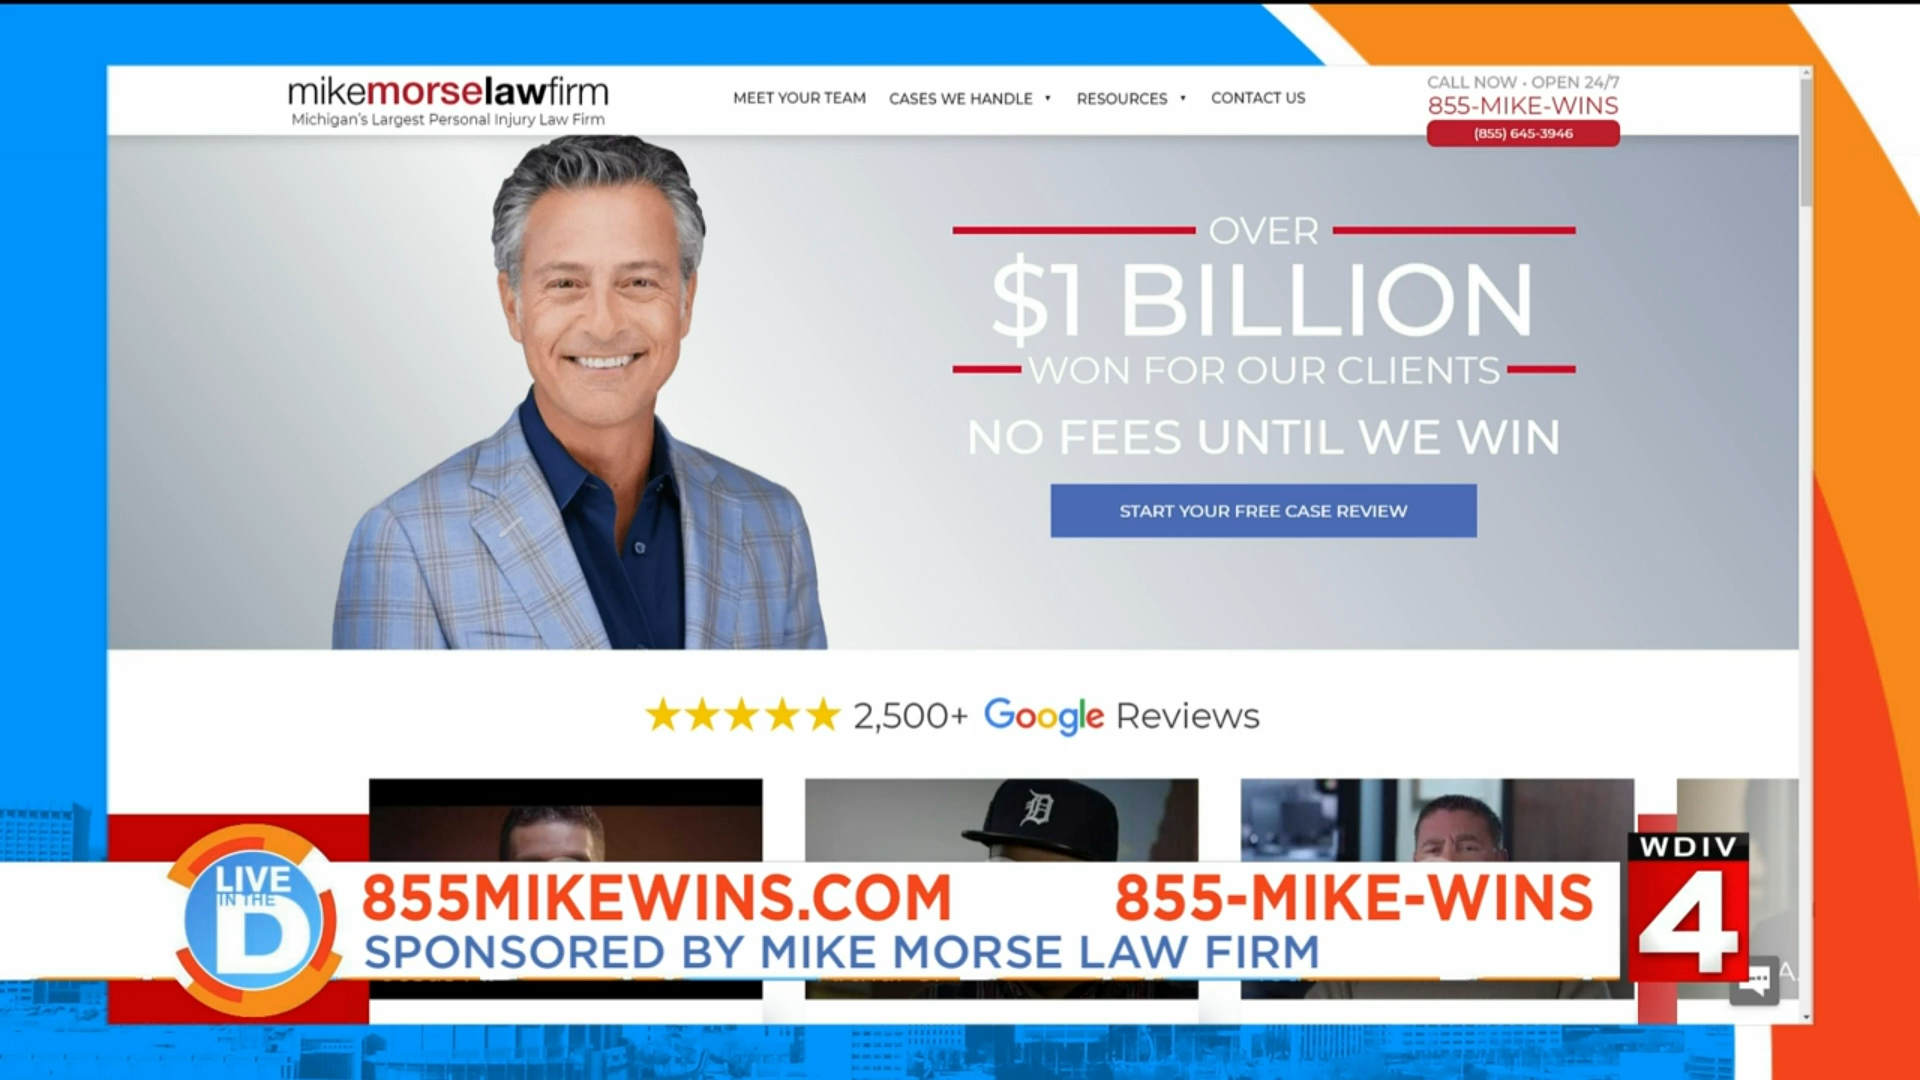 mikemorselawfirm
Michigan's Largest Personal Injury Law Firm
MEET YOUR TEAM CASES WE HANDLE RESOURCES CONTACT US
CALL NOW • OPEN 24/7
855-MIKE-WINS
(855) 645-3946
OVER
$1 BILLION
WON FOR OUR CLIENTS
NO FEES UNTIL WE WIN
START YOUR FREE CASE REVIEW
2,500+ Google Reviews
D
LIVE
IN THE
D
855MIKEWINS.COM 855-MIKE-WINS
SPONSORED BY MIKE MORSE LAW FIRM
WDIV
4